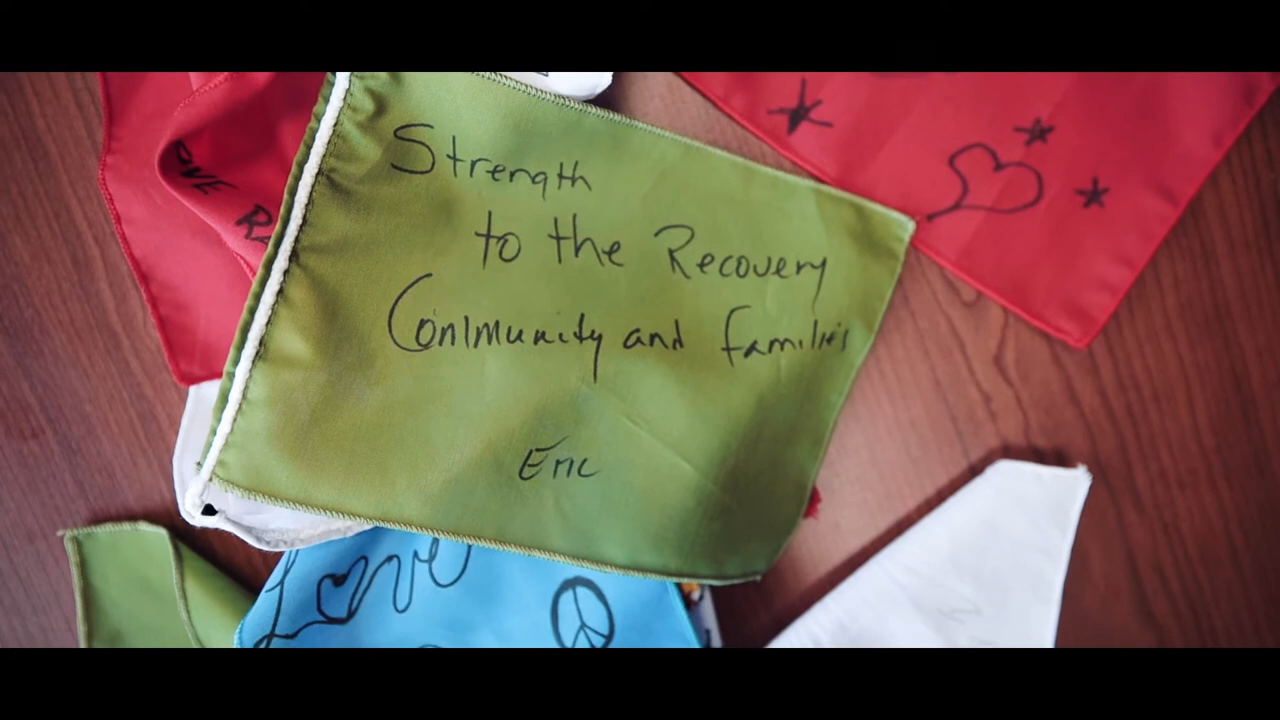 Strength
to the Recovery
Community and families
Eric
Love